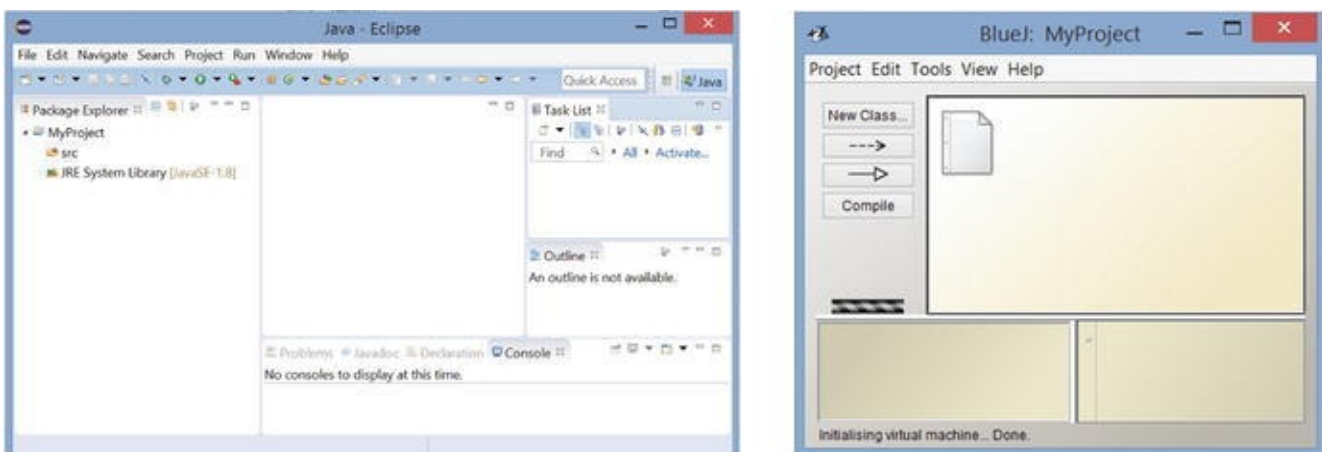 Java - Eclipse
File Edit Navigate Search Project Run Window Help
Quick Access
Java
Package Explorer
MyProject
src
JRE System Library [JavaSE-1.8]
Task List
Find
All
Activate...
Outline
An outline is not available.
Problems Javadoc Declaration Console
No consoles to display at this time.
BlueJ: MyProject
Project Edit Tools View Help
New Class...
Compile
Initialising virtual machine... Done.